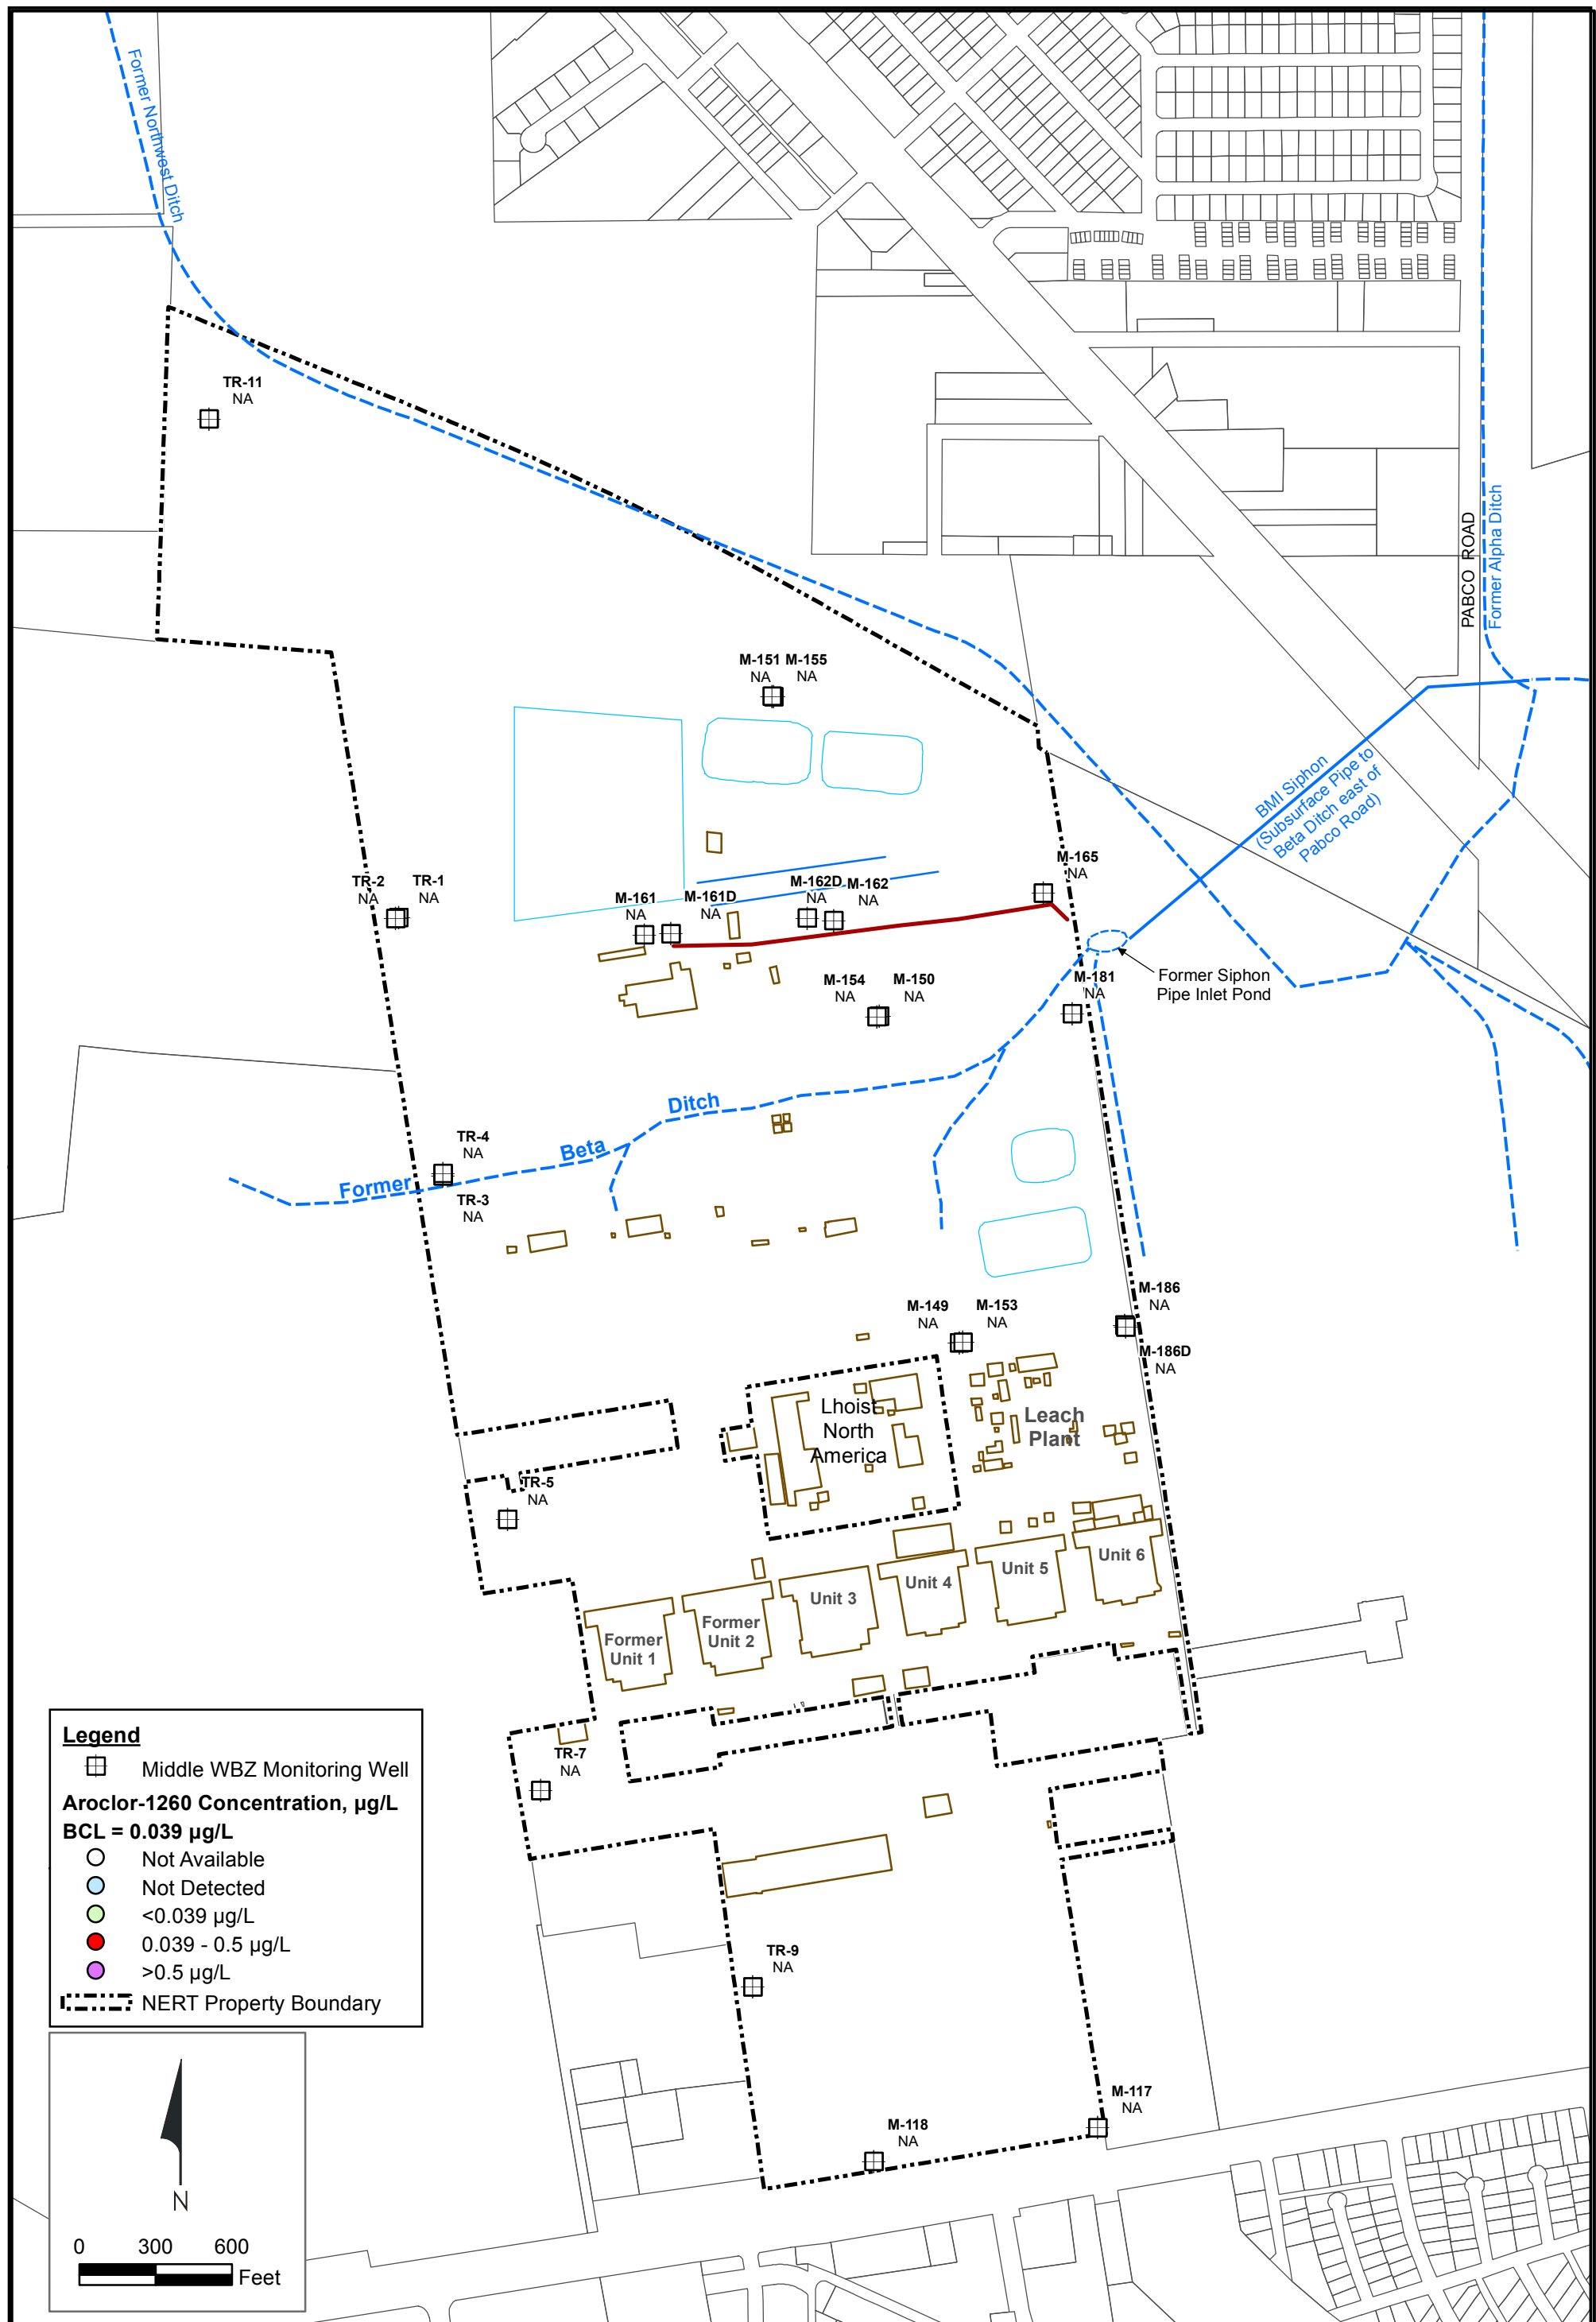 Former Northwest Ditch
TR-11
NA
PABCO ROAD
Former Alpha Ditch
M-151
NA
M-155
NA
BMI Siphon
(Subsurface Pipe to
Beta Ditch east of
Pabco Road)
M-165
NA
TR-2
NA
TR-1
NA
M-161
NA
M-161D
NA
M-162D
NA
M-162
NA
M-154
NA
M-150
NA
M-181
NA
Former Siphon
Pipe Inlet Pond
Former Beta Ditch
TR-4
NA
TR-3
NA
M-186
NA
M-149
NA
M-153
NA
M-186D
NA
Lhoist
North
America
Leach
Plant
TR-5
NA
Unit 6
Unit 5
Unit 4
Unit 3
Former
Unit 2
Former
Unit 1
TR-7
NA
TR-9
NA
M-117
NA
M-118
NA
Legend
Middle WBZ Monitoring Well
Aroclor-1260 Concentration, µg/L
BCL = 0.039 µg/L
Not Available
Not Detected
<0.039 µg/L
0.039 - 0.5 µg/L
>0.5 µg/L
NERT Property Boundary
N
0 300 600
Feet